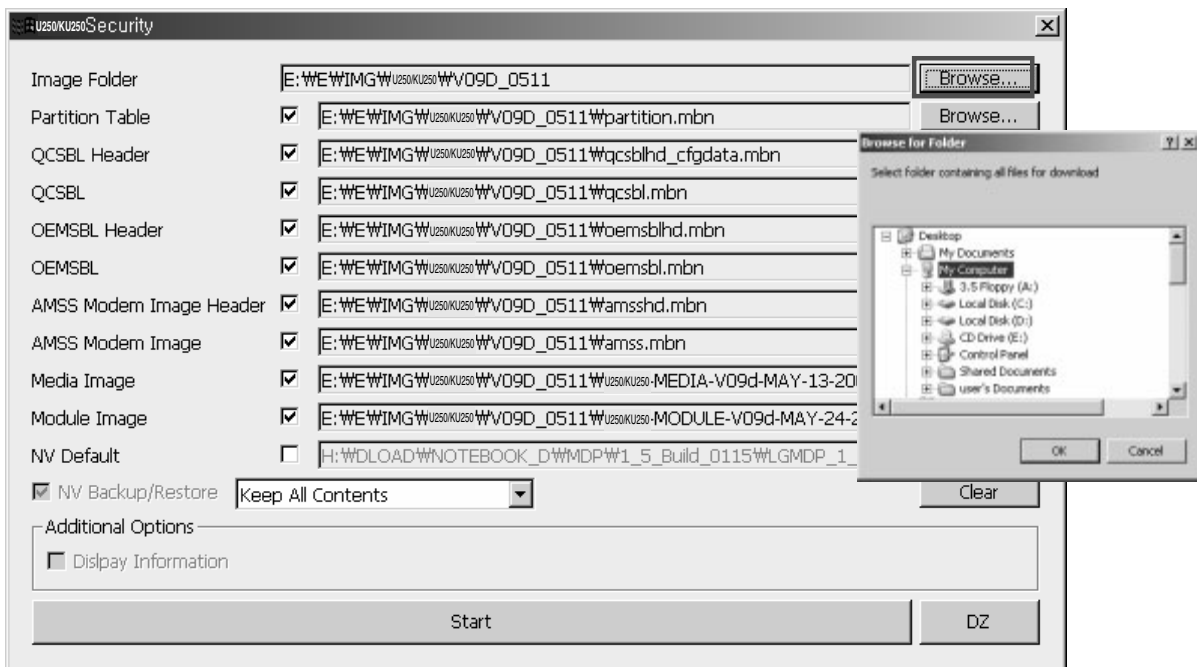 U250/KU250Security
Image Folder E:₩E₩IMG₩U250/KU250₩V09D_0511 Browse...
Partition Table E:₩E₩IMG₩U250/KU250₩V09D_0511₩partition.mbn Browse...
QCSBL Header E:₩E₩IMG₩U250/KU250₩V09D_0511₩qcsblhd_cfgdata.mbn
QCSBL E:₩E₩IMG₩U250/KU250₩V09D_0511₩qcsbl.mbn
OEMSBL Header E:₩E₩IMG₩U250/KU250₩V09D_0511₩oemsblhd.mbn
OEMSBL E:₩E₩IMG₩U250/KU250₩V09D_0511₩oemsbl.mbn
AMSS Modem Image Header E:₩E₩IMG₩U250/KU250₩V09D_0511₩amsshd.mbn
AMSS Modem Image E:₩E₩IMG₩U250/KU250₩V09D_0511₩amss.mbn
Media Image E:₩E₩IMG₩U250/KU250₩V09D_0511₩U250/KU250-MEDIA-V09d-MAY-13-20
Module Image E:₩E₩IMG₩U250/KU250₩V09D_0511₩U250/KU250-MODULE-V09d-MAY-24-2
NV Default H:₩DLOAD₩NOTEBOOK_D₩MDP₩1_5_Build_0115₩LGMDP_1_
NV Backup/Restore Keep All Contents Clear
Additional Options
Dislpay Information
Start DZ
Browse for Folder
Select folder containing all files for download
Desktop
My Documents
My Computer
3.5 Floppy (A:)
Local Disk (C:)
Local Disk (D:)
CD Drive (E:)
Control Panel
Shared Documents
user's Documents
OK Cancel